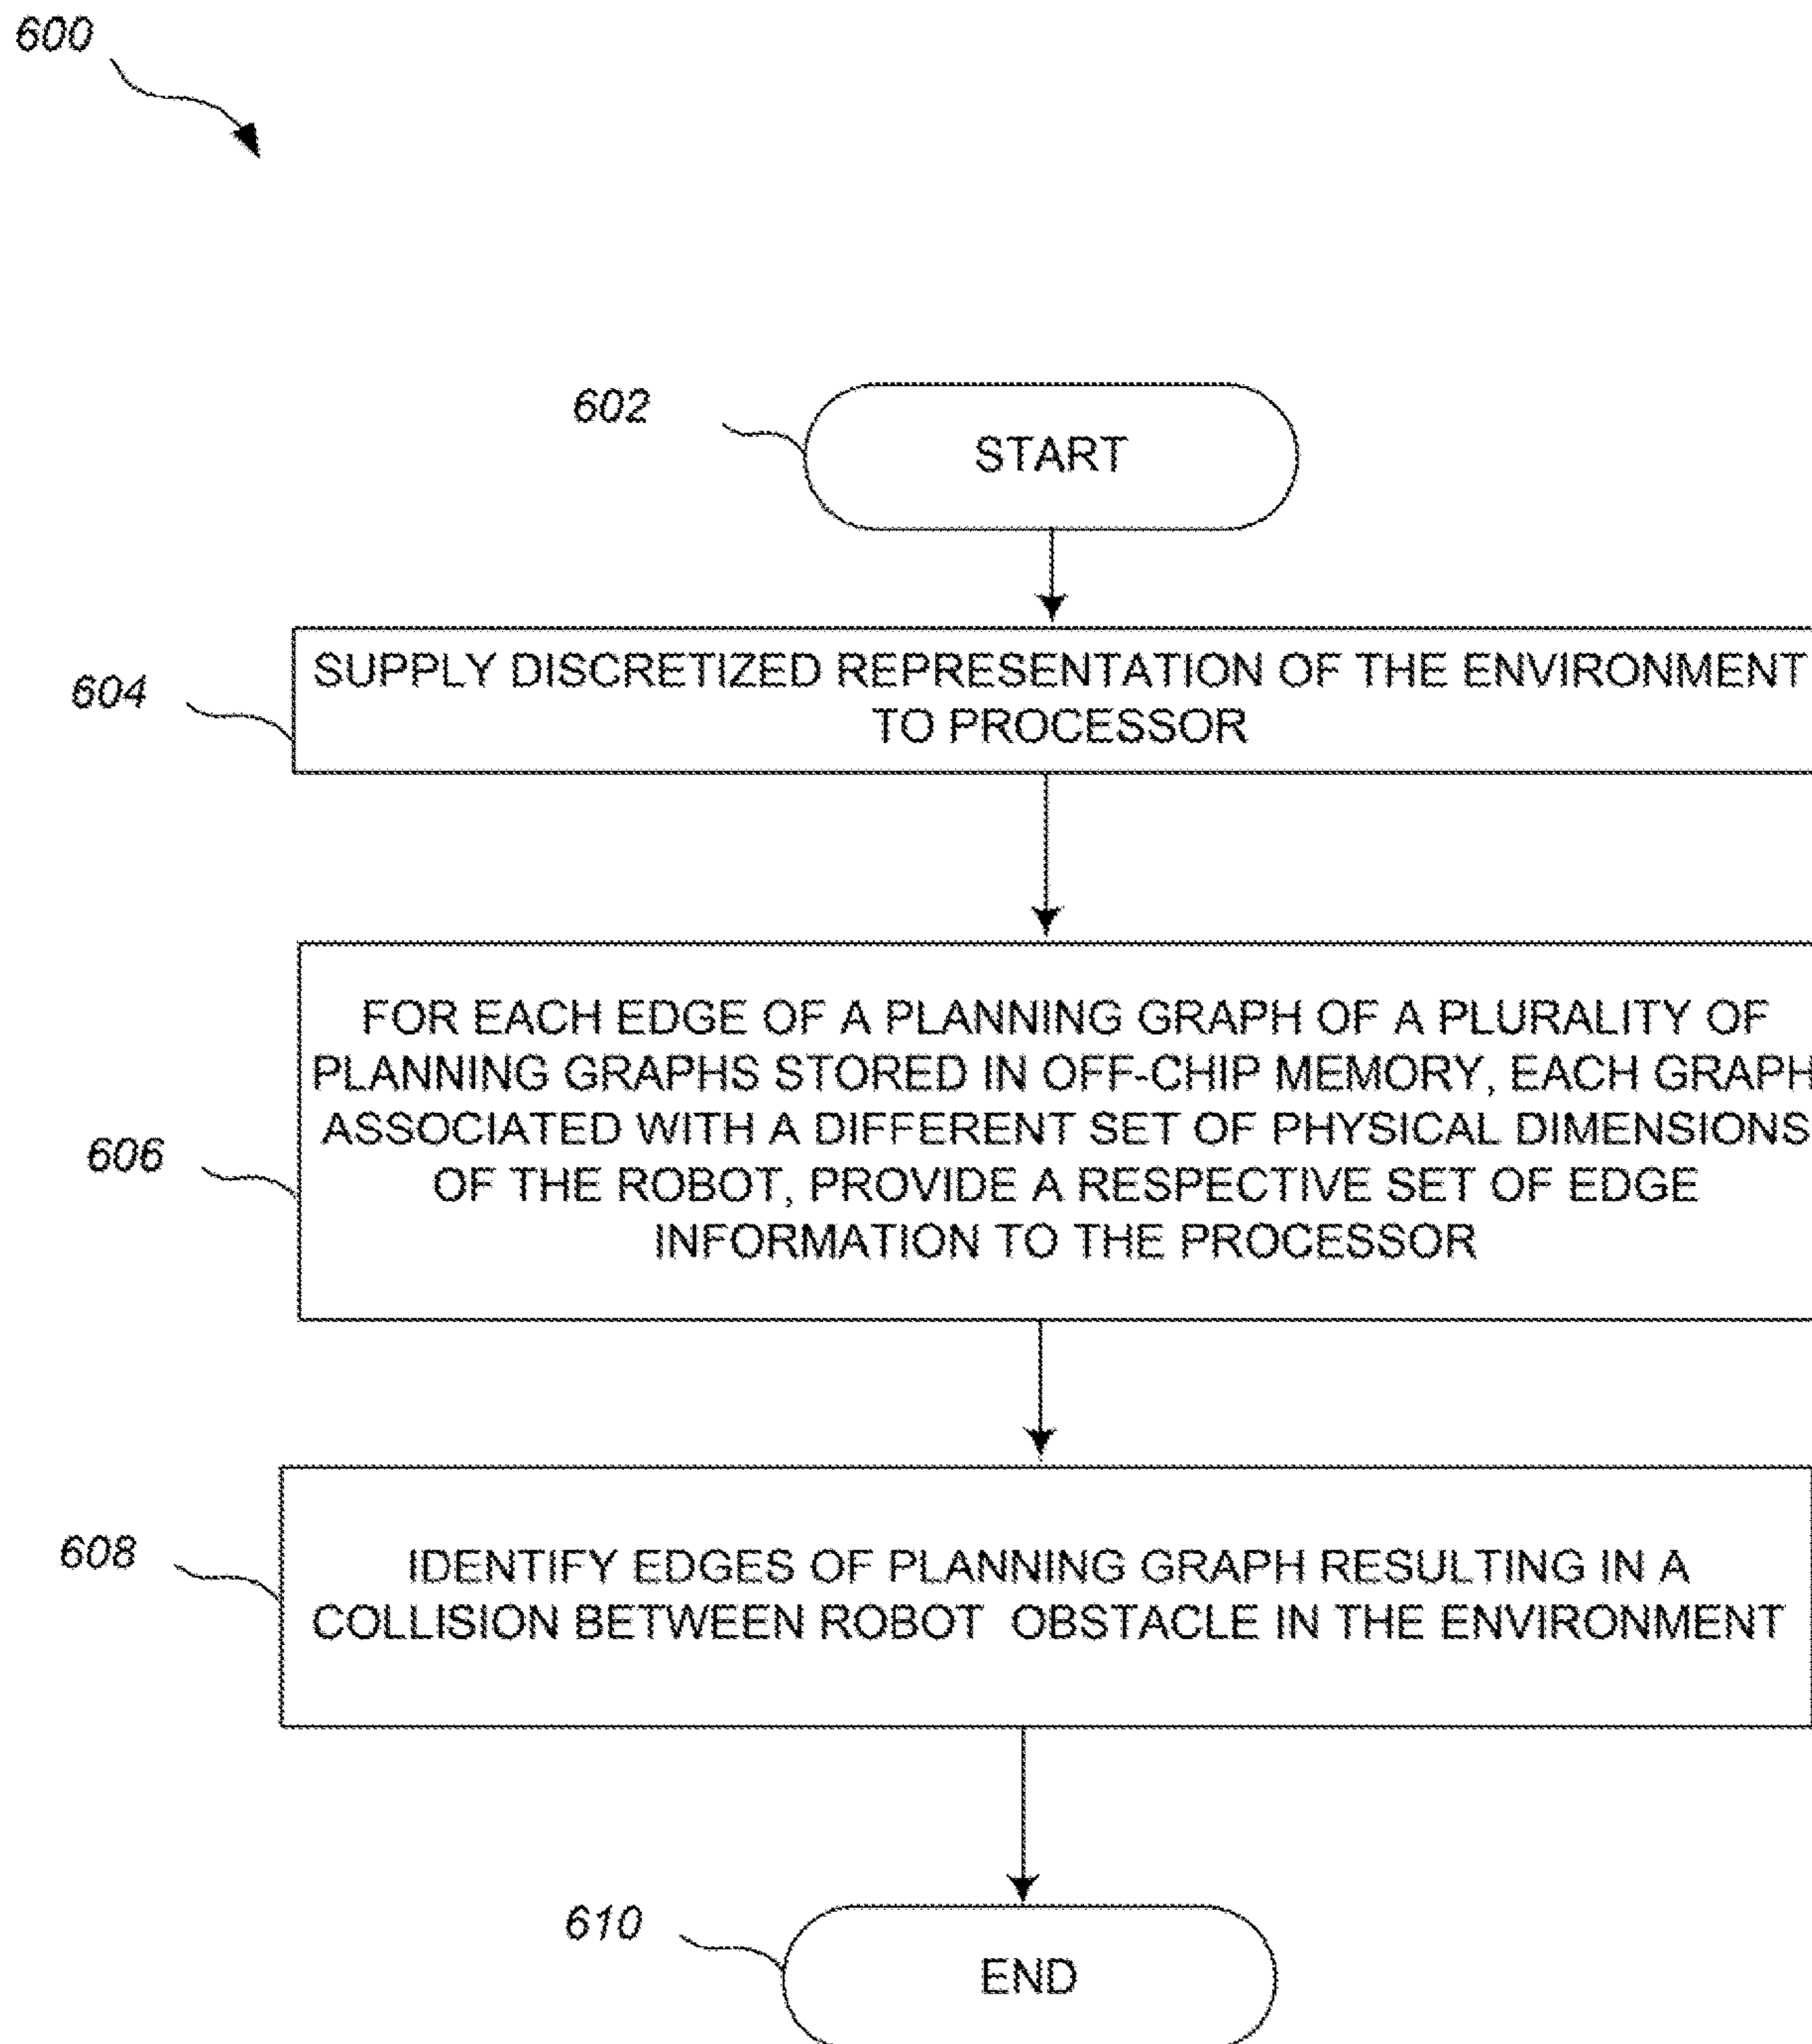 600
602
START
604
SUPPLY DISCRETIZED REPRESENTATION OF THE ENVIRONMENT
TO PROCESSOR
606
FOR EACH EDGE OF A PLANNING GRAPH OF A PLURALITY OF
PLANNING GRAPHS STORED IN OFF-CHIP MEMORY, EACH GRAPH
ASSOCIATED WITH A DIFFERENT SET OF PHYSICAL DIMENSIONS
OF THE ROBOT, PROVIDE A RESPECTIVE SET OF EDGE
INFORMATION TO THE PROCESSOR
608
IDENTIFY EDGES OF PLANNING GRAPH RESULTING IN A
COLLISION BETWEEN ROBOT OBSTACLE IN THE ENVIRONMENT
610
END